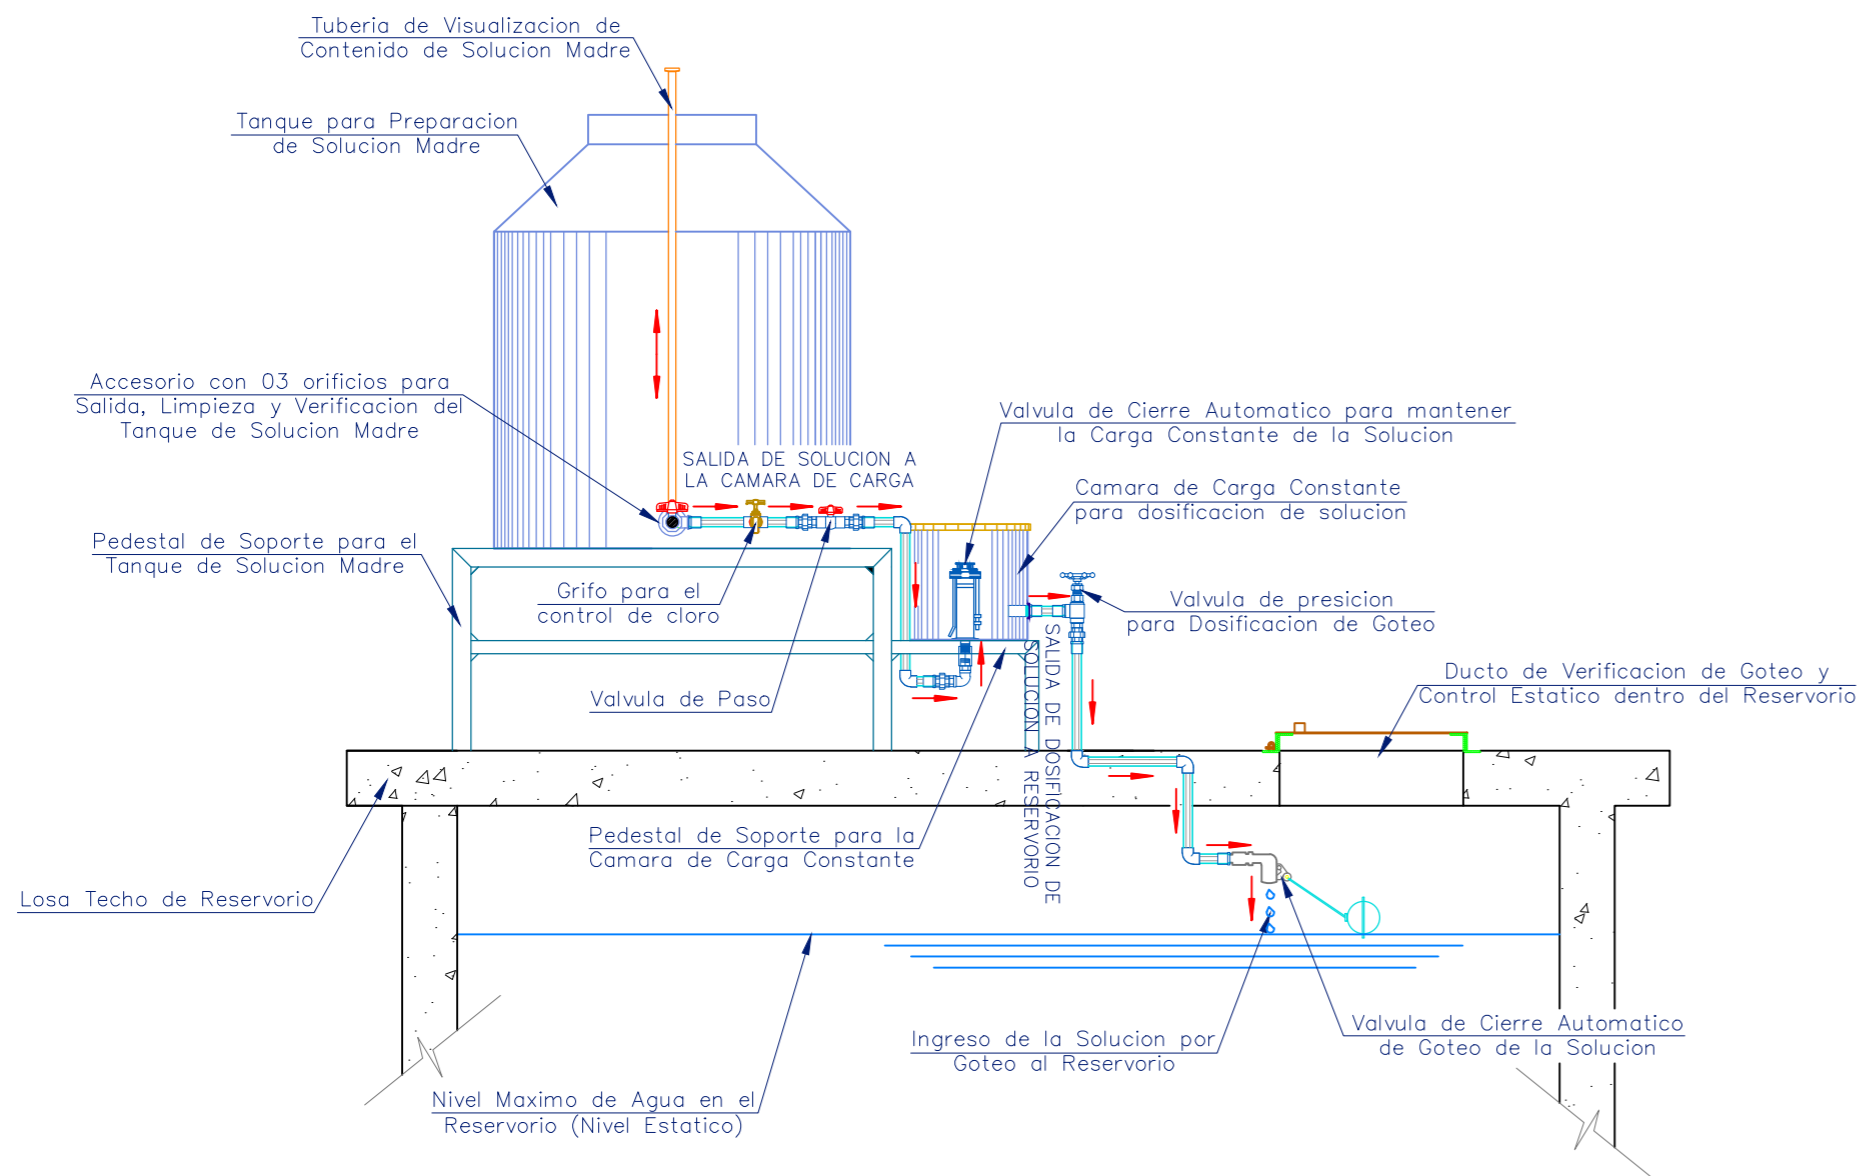 Tuberia de Visualizacion de
Contenido de Solucion Madre
Tanque para Preparacion
de Solucion Madre
Accesorio con 03 orificios para
Salida, Limpieza y Verificacion del
Tanque de Solucion Madre
Valvula de Cierre Automatico para mantener
la Carga Constante de la Solucion
SALIDA DE SOLUCION A
LA CAMARA DE CARGA
Camara de Carga Constante
para dosificacion de solucion
Pedestal de Soporte para el
Tanque de Solucion Madre
Grifo para el
control de cloro
Valvula de presicion
para Dosificacion de Goteo
SALIDA DE DOSIFICACION DE
SOLUCION A RESERVORIO
Valvula de Paso
Ducto de Verificacion de Goteo y
Control Estatico dentro del Reservorio
Pedestal de Soporte para la
Camara de Carga Constante
Losa Techo de Reservorio
Ingreso de la Solucion por
Goteo al Reservorio
Valvula de Cierre Automatico
de Goteo de la Solucion
Nivel Maximo de Agua en el
Reservorio (Nivel Estatico)